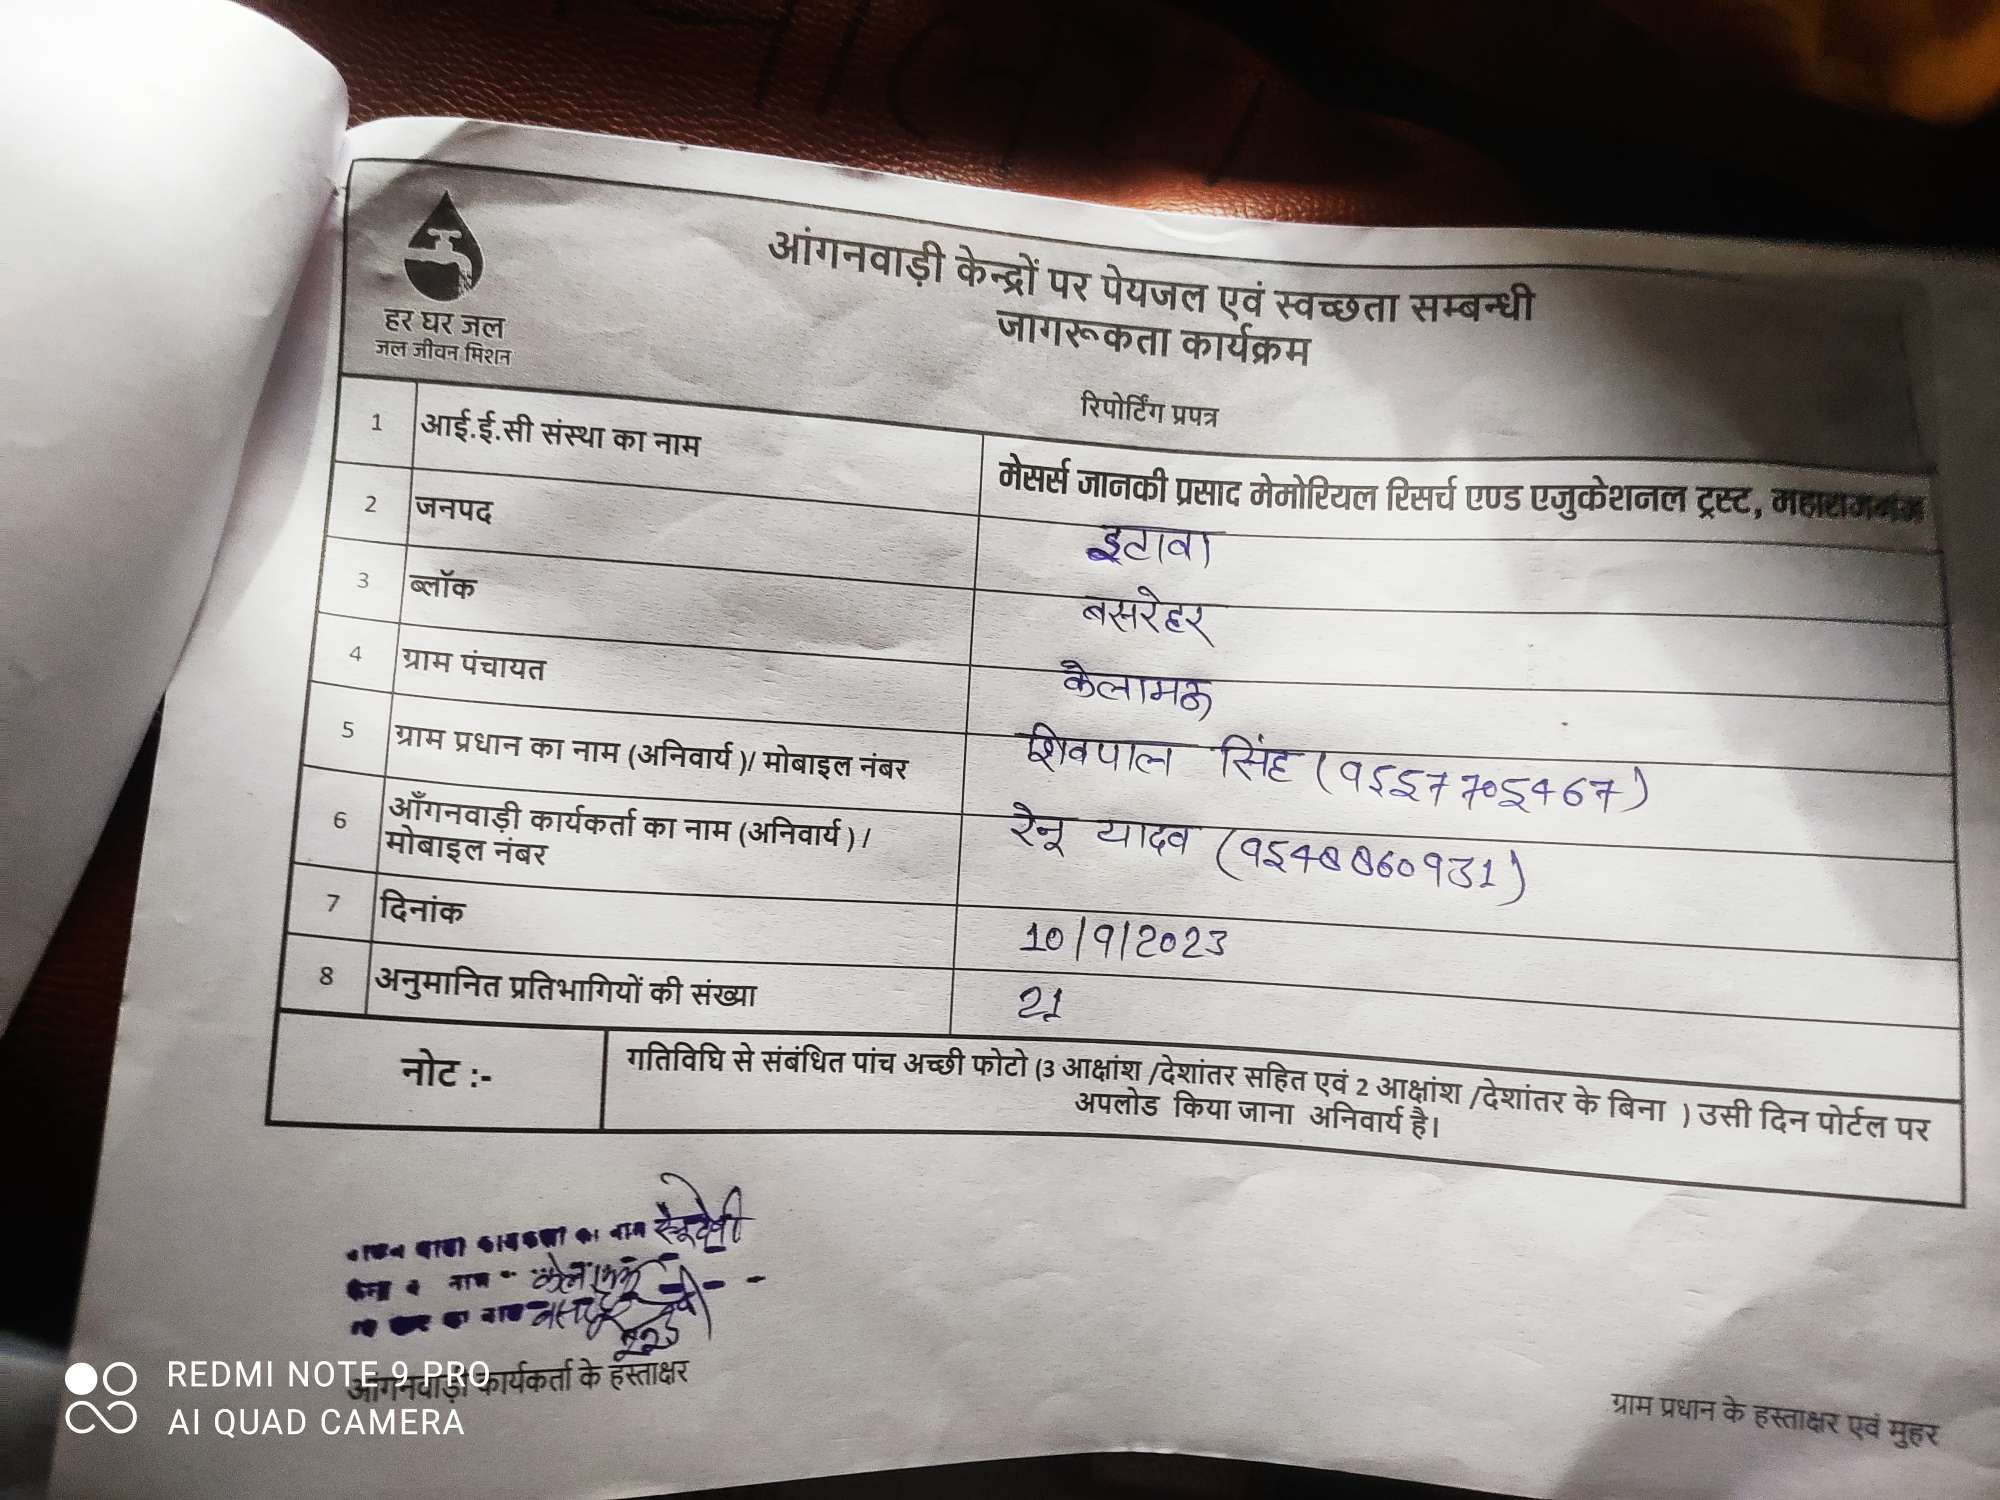 हर घर जल
जल जीवन मिशन
आंगनवाड़ी केन्द्रों पर पेयजल एवं स्वच्छता सम्बन्धी
जागरूकता कार्यक्रम
रिपोर्टिंग प्रपत्र
1 आई.ई.सी संस्था का नाम मेसर्स जानकी प्रसाद मेमोरियल रिसर्च एण्ड एजुकेशनल ट्रस्ट,
2 जनपद इटावा
3 ब्लॉक बसरेहर
4 ग्राम पंचायत कैलामऊ
5 ग्राम प्रधान का नाम (अनिवार्य )/ मोबाइल नंबर शिवपाल सिंह (9557705467)
6 आँगनवाड़ी कार्यकर्ता का नाम (अनिवार्य ) / रेनू यादव (9548860931)
मोबाइल नंबर
7 दिनांक 10/9/2023
8 अनुमानित प्रतिभागियों की संख्या 21
नोट :- गतिविघि से संबंधित पांच अच्छी फोटो (3 आक्षांश /देशांतर सहित एवं 2 आक्षांश /देशांतर के बिना ) उसी दिन पोर्टल पर
अपलोड किया जाना अनिवार्य है।
का नाम
नाम
का नाम
आंगनवाड़ी कार्यकर्ता के हस्ताक्षर
ग्राम प्रधान के हस्ताक्षर एवं मुहर
REDMI NOTE 9 PRO
AI QUAD CAMERA